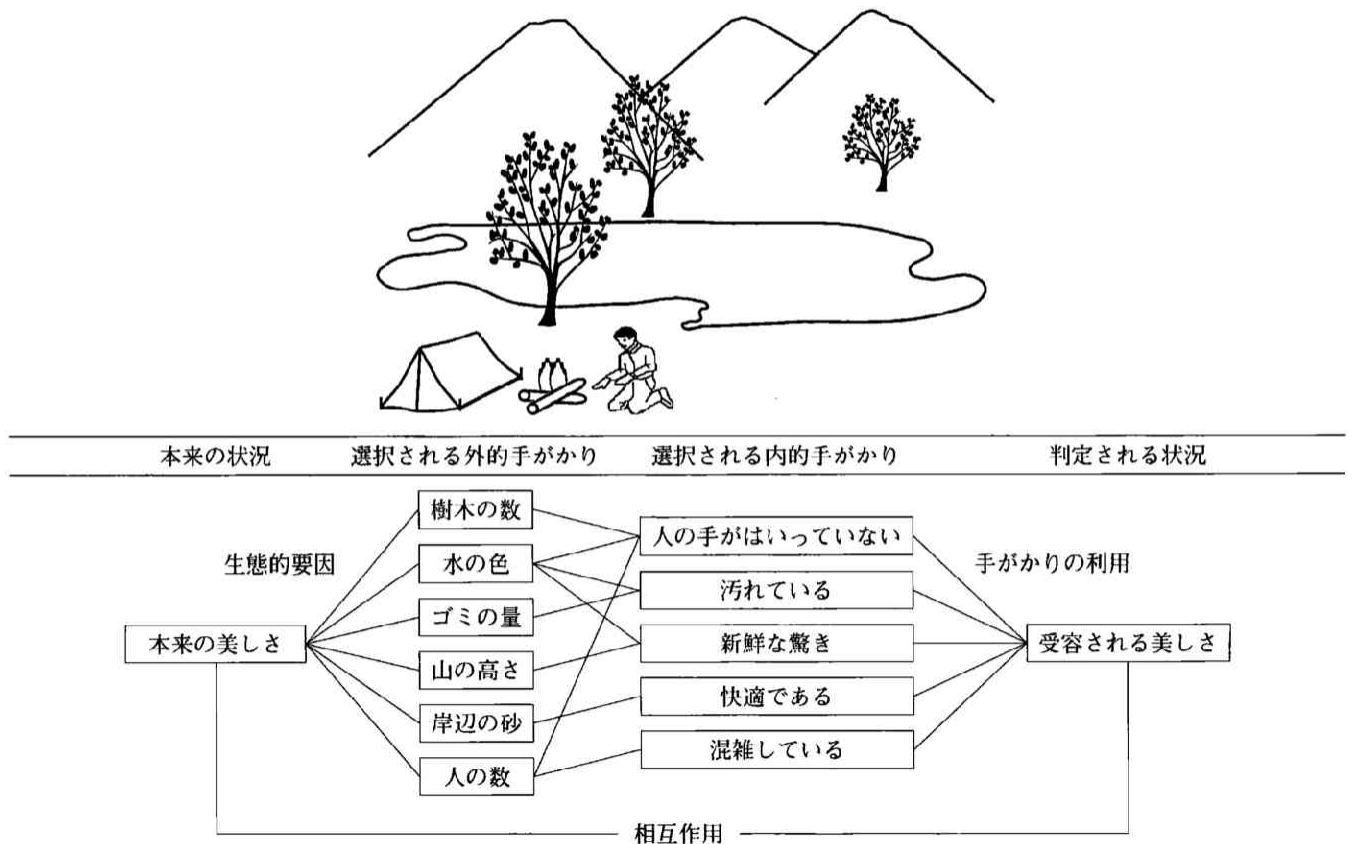 本来の状況 選択される外的手がかり 選択される内的手がかり 判定される状況
樹木の数
人の手がはいっていない
生態的要因
水の色
手がかりの利用
汚れている
ゴミの量
本来の美しさ
新鮮な驚き
受容される美しさ
山の高さ
快適である
岸辺の砂
混雑している
人の数
相互作用